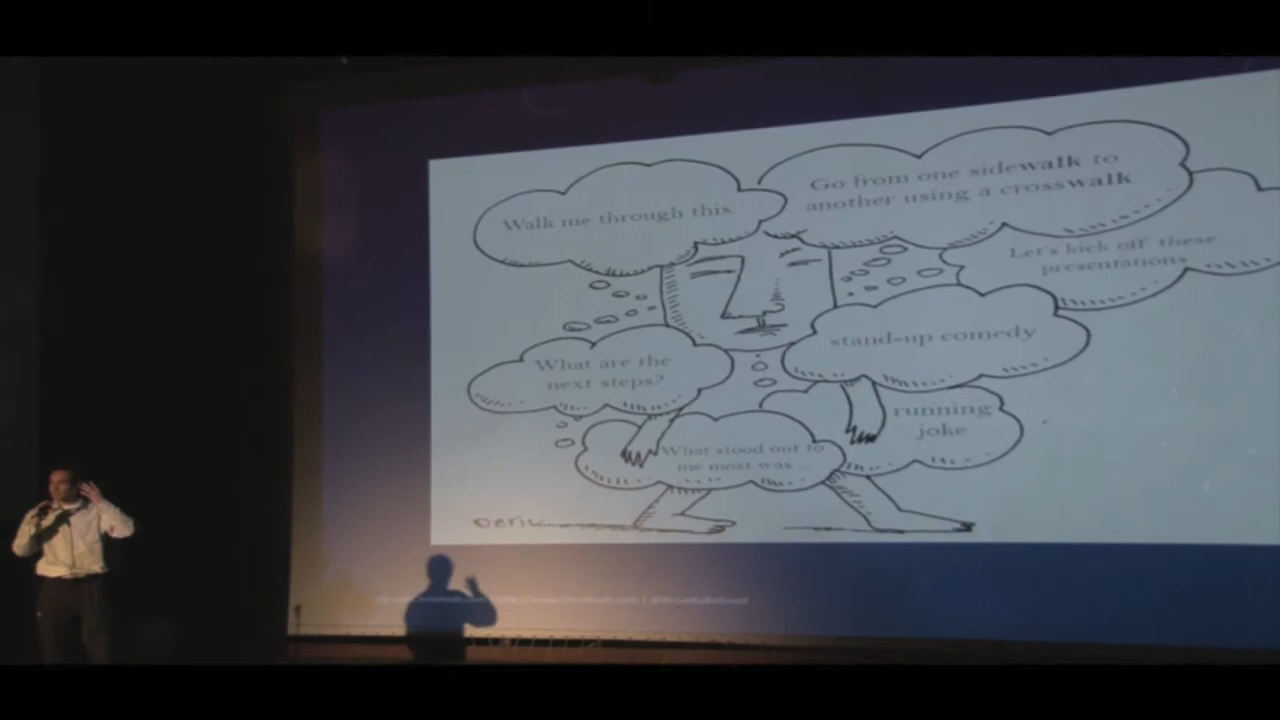 Walk me through this.
Go from one sidewalk to
another using a crosswalk
Let's kick off these
presentations
stand-up comedy
What are the
next steps?
running
joke
What stood out to
me most was ...